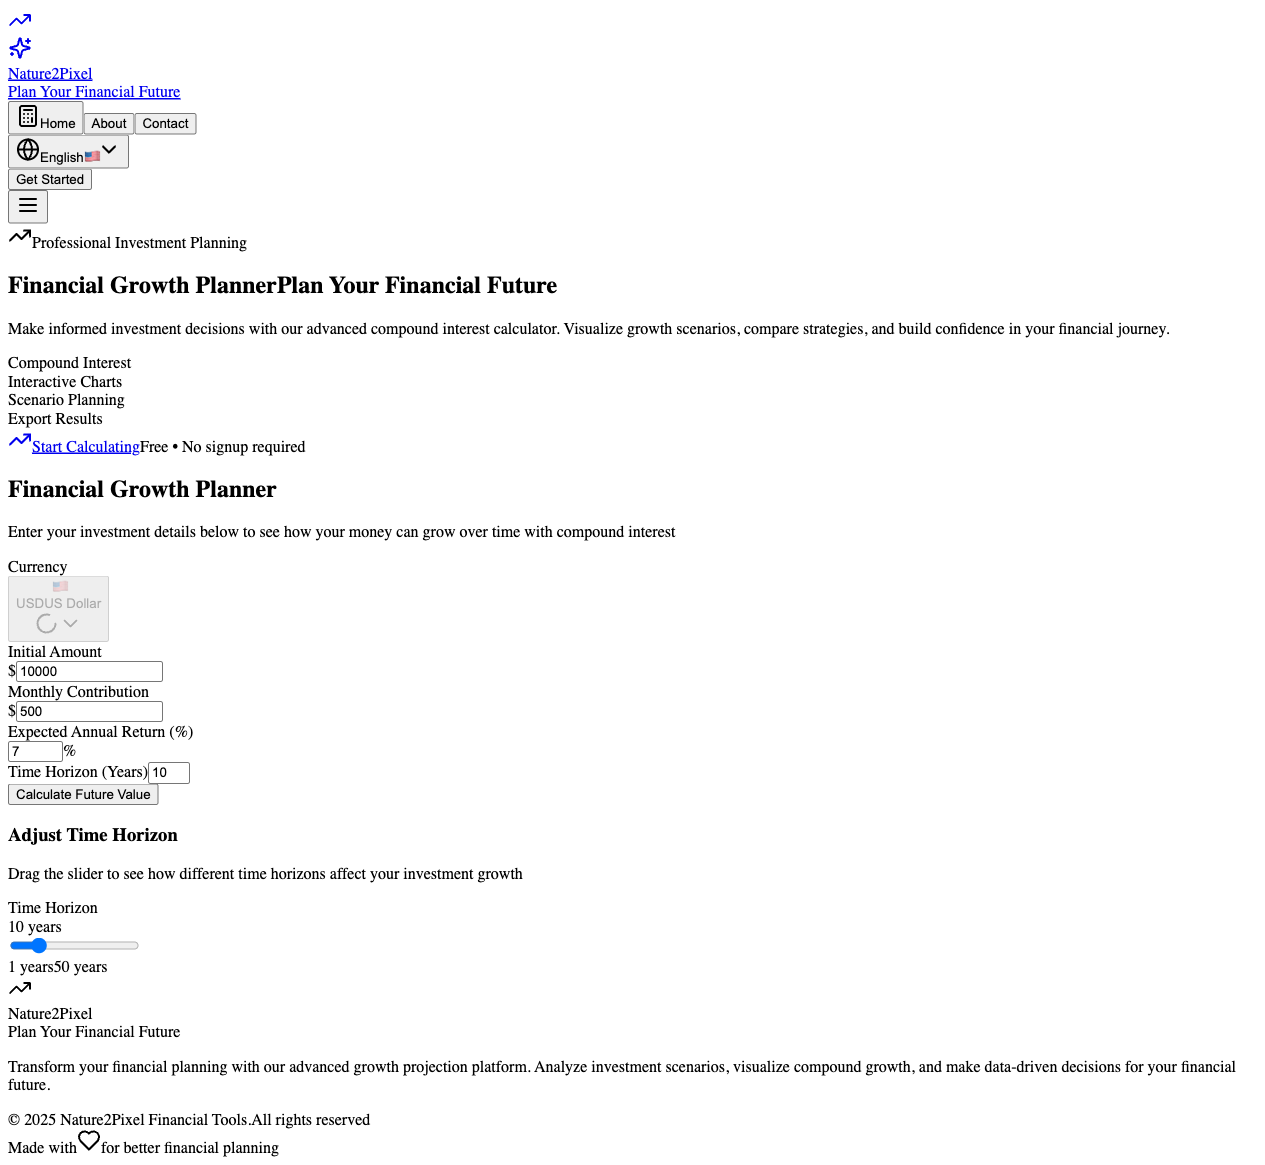 Nature2Pixel
Plan Your Financial Future
Home About Contact
English
Get Started
Professional Investment Planning
Financial Growth PlannerPlan Your Financial Future
Make informed investment decisions with our advanced compound interest calculator. Visualize growth scenarios, compare strategies, and build confidence in your financial journey.
Compound Interest
Interactive Charts
Scenario Planning
Export Results
Start CalculatingFree • No signup required
Financial Growth Planner
Enter your investment details below to see how your money can grow over time with compound interest
Currency
USDUS Dollar
Initial Amount
$10000
Monthly Contribution
$500
Expected Annual Return (%)
7%
Time Horizon (Years)10
Calculate Future Value
Adjust Time Horizon
Drag the slider to see how different time horizons affect your investment growth
Time Horizon
10 years
1 years50 years
Nature2Pixel
Plan Your Financial Future
Transform your financial planning with our advanced growth projection platform. Analyze investment scenarios, visualize compound growth, and make data-driven decisions for your financial
future.
© 2025 Nature2Pixel Financial Tools.All rights reserved
Made with for better financial planning